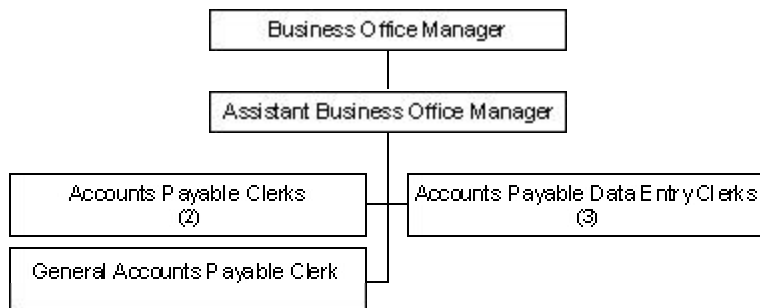 Business Office Manager
Assistant Business Office Manager
Accounts Payable Clerks
(2)
Accounts Payable Data Entry Clerks
(3)
General Accounts Payable Clerk